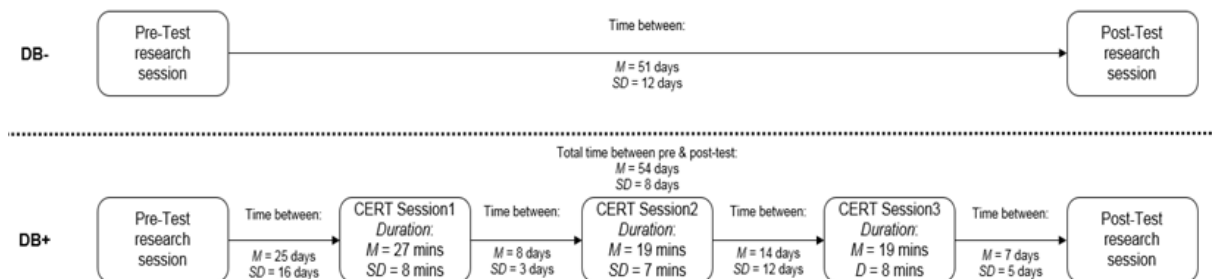 DB-
Pre-Test
research
session
Time between:
M = 51 days
SD = 12 days
Post-Test
research
session
Total time between pre & post-test:
M = 54 days
SD = 8 days
DB+
Pre-Test
research
session
Time between:
M = 25 days
SD = 16 days
CERT Session1
Duration:
M = 27 mins
SD = 8 mins
Time between:
M = 8 days
SD = 3 days
CERT Session2
Duration:
M = 19 mins
SD = 7 mins
Time between:
M = 14 days
SD = 12 days
CERT Session3
Duration:
M = 19 mins
D = 8 mins
Time between:
M = 7 days
SD = 5 days
Post-Test
research
session